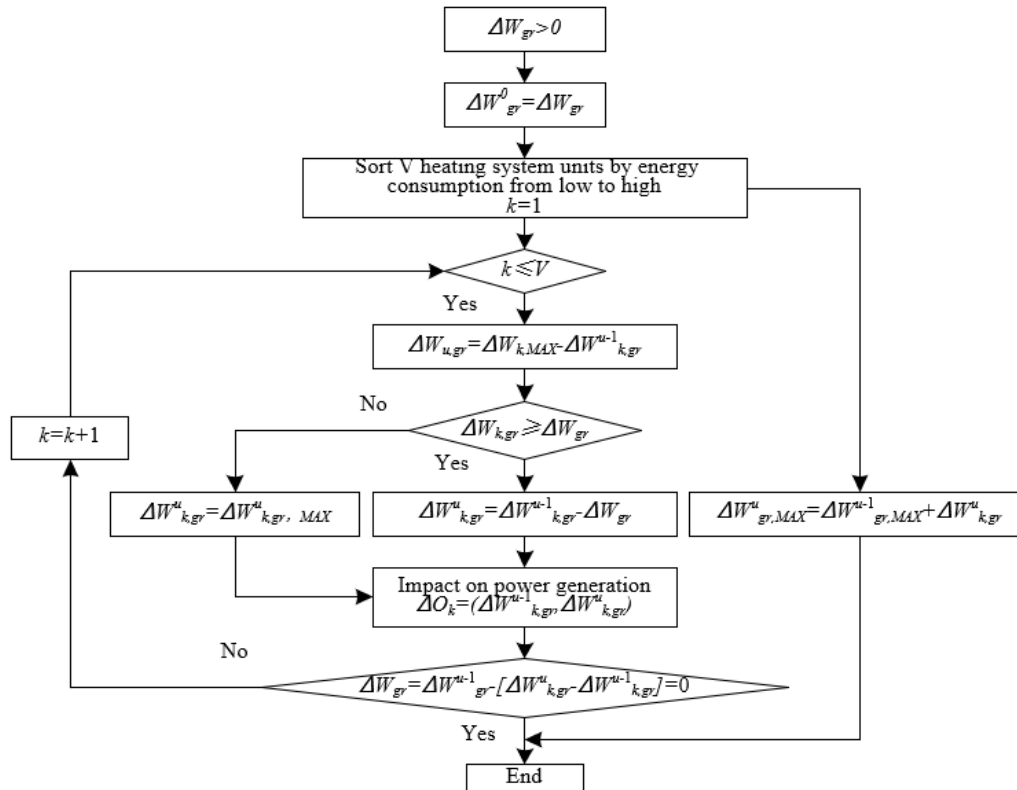 ΔW_gr>0
ΔW^0_gr=ΔW_gr
Sort V heating system units by energy
consumption from low to high
k=1
k≤V
Yes
ΔW_u,gr=ΔW_k,MAX-ΔW^u-1_k,gr
No
k=k+1
ΔW_k,gr≥ΔW_gr
Yes
ΔW^u_k,gr=ΔW^u_k,gr, MAX
ΔW^u_k,gr=ΔW^u-1_k,gr-ΔW_gr
ΔW^u_gr,MAX=ΔW^u-1_gr,MAX+ΔW^u_k,gr
Impact on power generation
ΔO_k=(ΔW^u-1_k,gr,ΔW^u_k,gr)
No
ΔW_gr=ΔW^u-1_gr-[ΔW^u_k,gr-ΔW^u-1_k,gr]=0
Yes
End